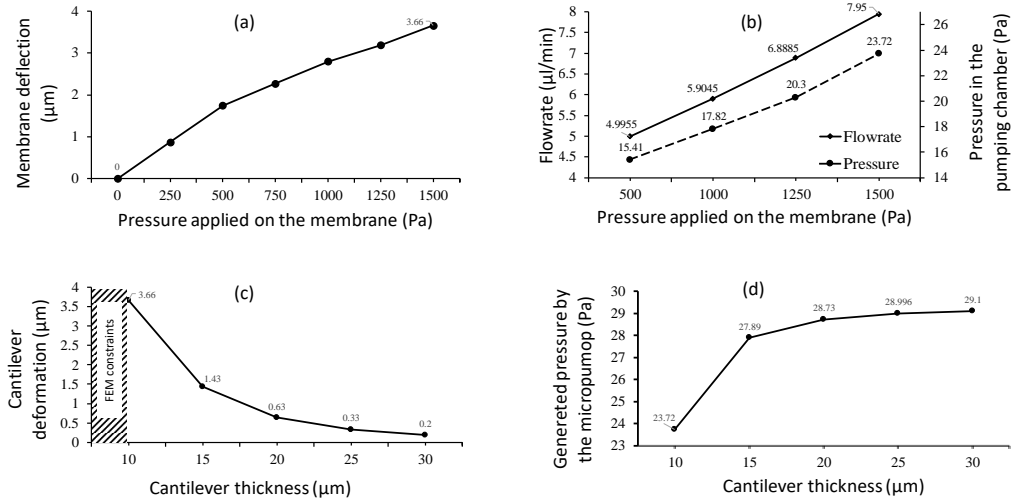 (a)
Membrane deflection
(μm)
4
3
2
1
0
0
3.66
0 250 500 750 1000 1250 1500
Pressure applied on the membrane (Pa)
(b)
Flowrate (μl/min)
8
7.5
7
6.5
6
5.5
5
4.5
4
4.9955
5.9045
6.8885
7.95
15.41
17.82
20.3
23.72
Flowrate
Pressure
26
24
22
20
18
16
14
Pressure in the
pumping chamber (Pa)
500 1000 1250 1500
Pressure applied on the membrane (Pa)
(c)
Cantilever
deformation (μm)
4
3.5
3
2.5
2
1.5
1
0.5
0
FEM constraints
3.66
1.43
0.63
0.33
0.2
10 15 20 25 30
Cantilever thickness (μm)
(d)
Genereted pressure by
the micropumop (Pa)
30
29
28
27
26
25
24
23
23.72
27.89
28.73
28.996
29.1
10 15 20 25 30
Cantilever thickness (μm)